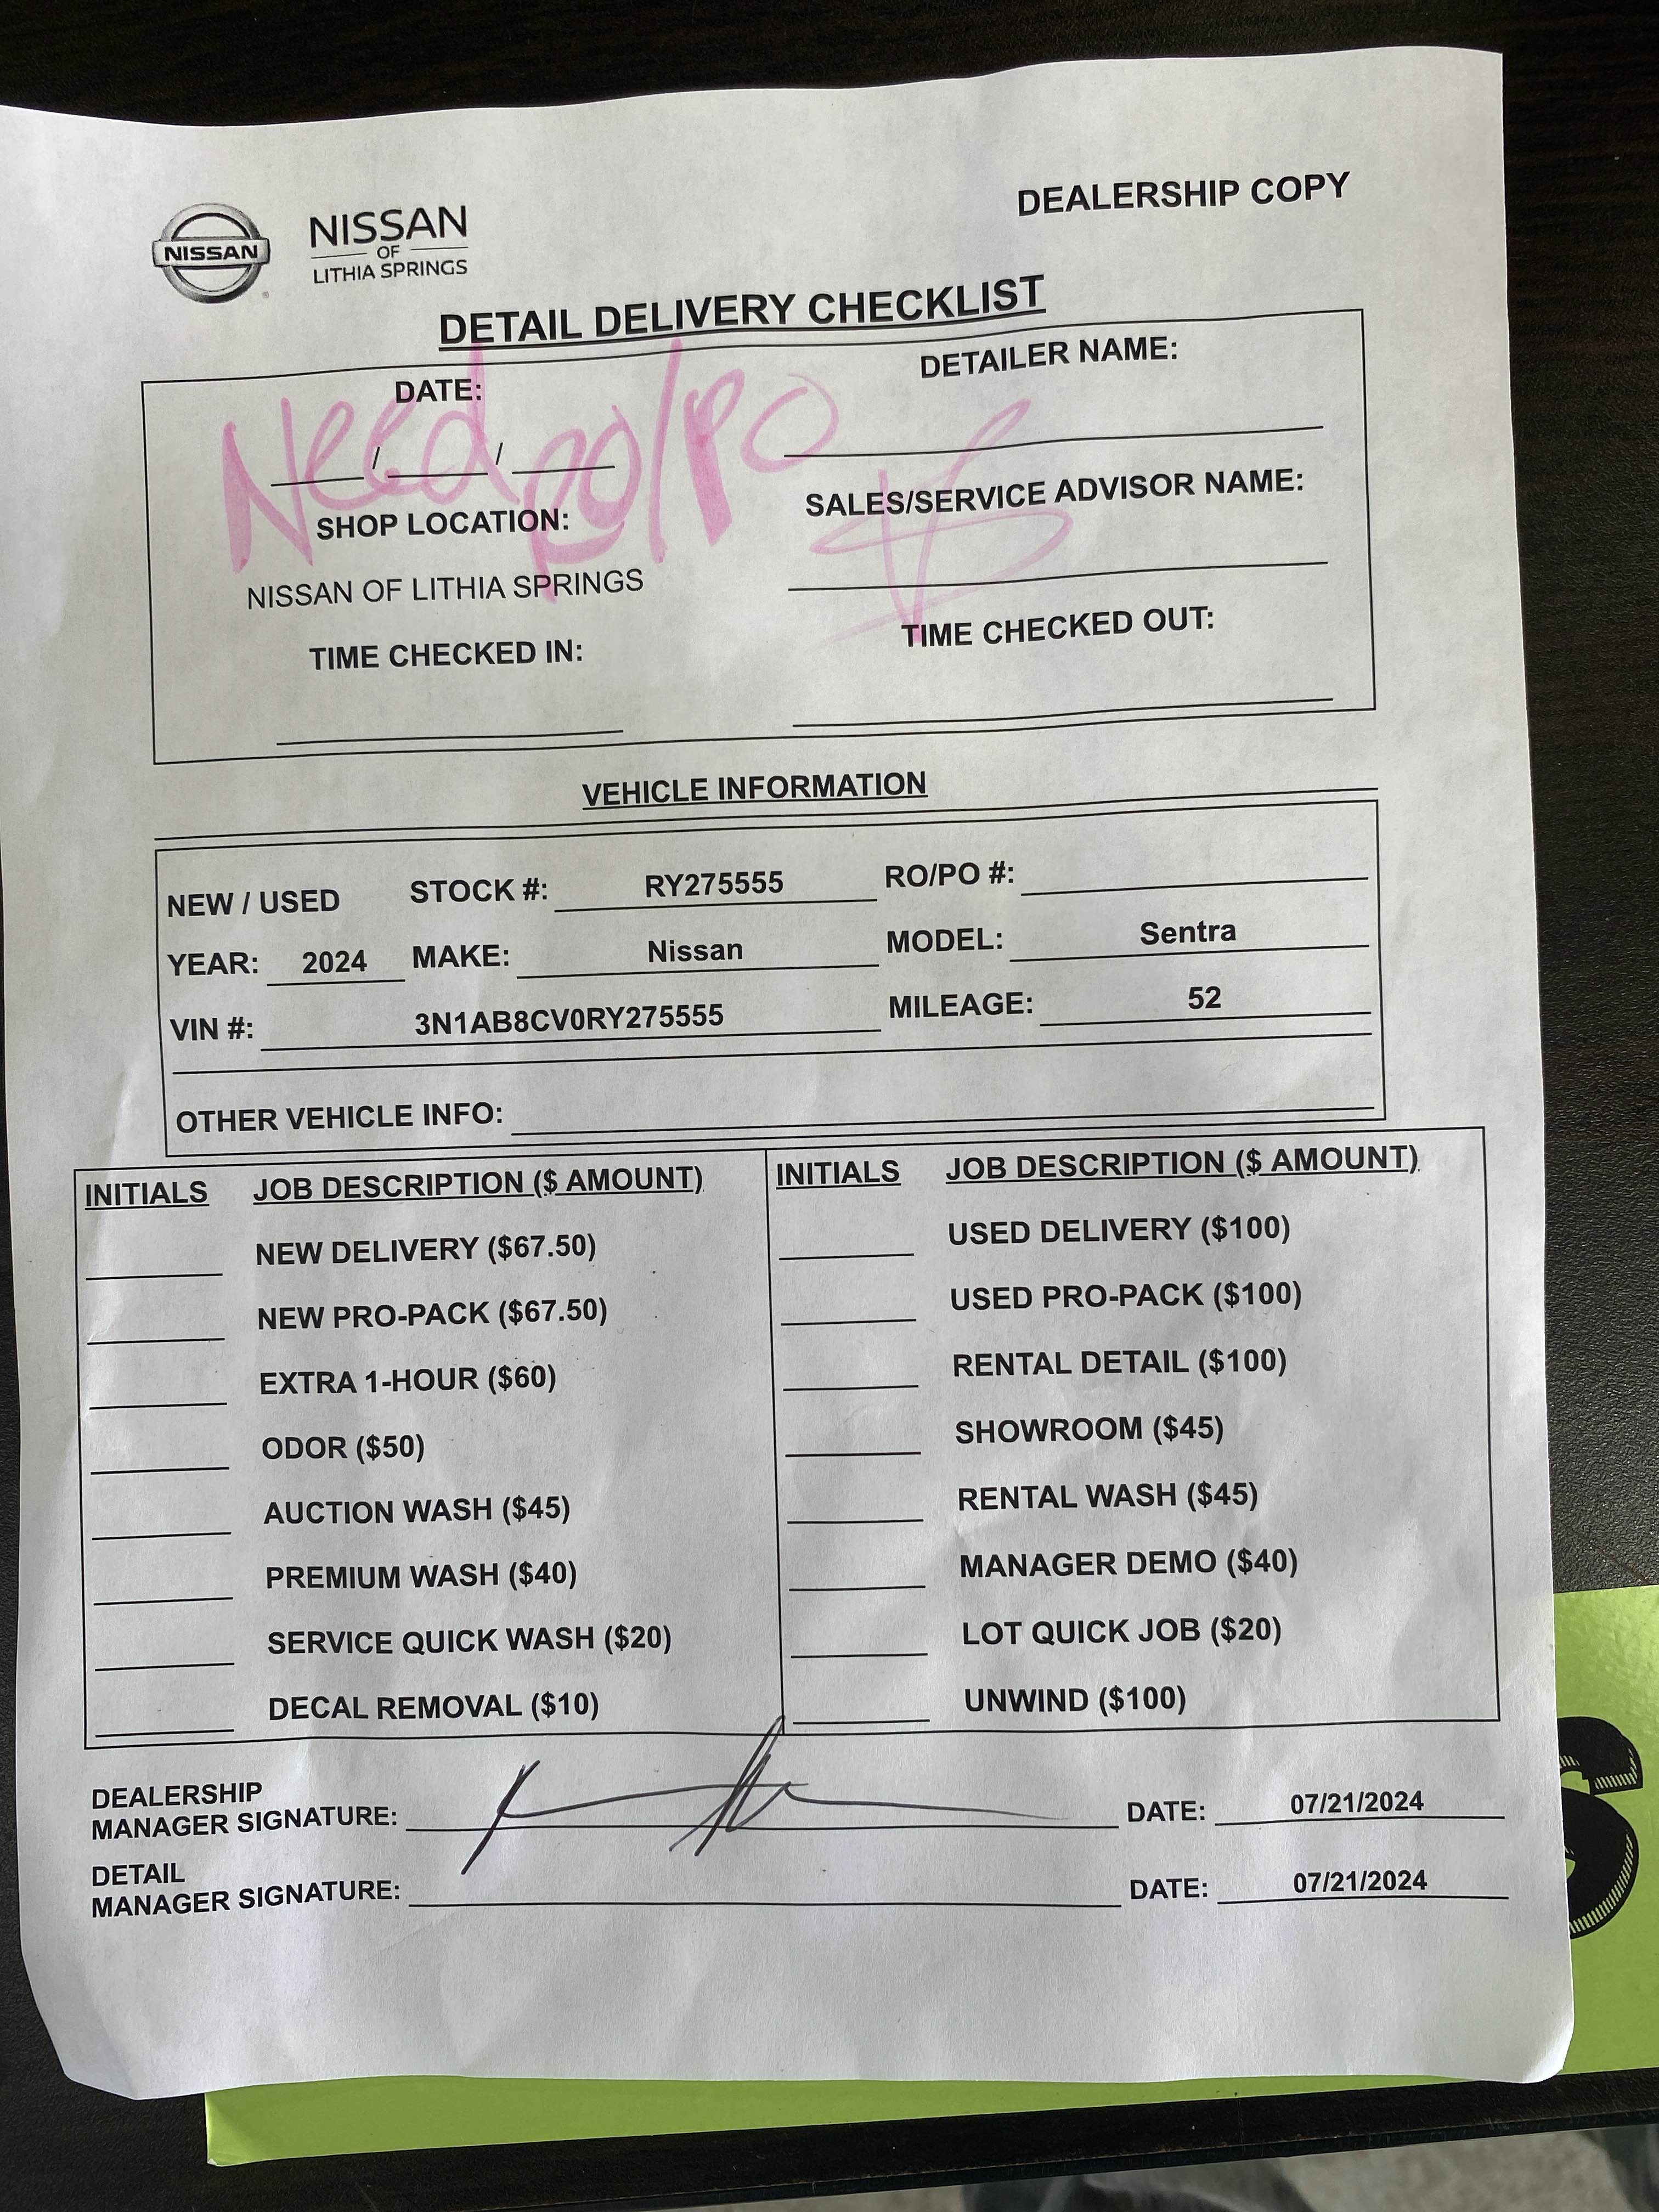 DEALERSHIP COPY
NISSAN
NISSAN
OF
LITHIA SPRINGS
DETAIL DELIVERY CHECKLIST
DATE:
DETAILER NAME:
Need ro/PO
/ /
SHOP LOCATION:
SALES/SERVICE ADVISOR NAME:
NISSAN OF LITHIA SPRINGS
TIME CHECKED IN:
TIME CHECKED OUT:
VEHICLE INFORMATION
NEW / USED STOCK #: RY275555 RO/PO #:
YEAR: 2024 MAKE: Nissan MODEL: Sentra
VIN #: 3N1AB8CV0RY275555 MILEAGE: 52
OTHER VEHICLE INFO:
INITIALS JOB DESCRIPTION ($ AMOUNT) INITIALS JOB DESCRIPTION ($ AMOUNT)
NEW DELIVERY ($67.50) USED DELIVERY ($100)
NEW PRO-PACK ($67.50) USED PRO-PACK ($100)
EXTRA 1-HOUR ($60) RENTAL DETAIL ($100)
ODOR ($50) SHOWROOM ($45)
AUCTION WASH ($45) RENTAL WASH ($45)
PREMIUM WASH ($40) MANAGER DEMO ($40)
SERVICE QUICK WASH ($20) LOT QUICK JOB ($20)
DECAL REMOVAL ($10) UNWIND ($100)
DEALERSHIP
MANAGER SIGNATURE: DATE: 07/21/2024
DETAIL
MANAGER SIGNATURE: DATE: 07/21/2024